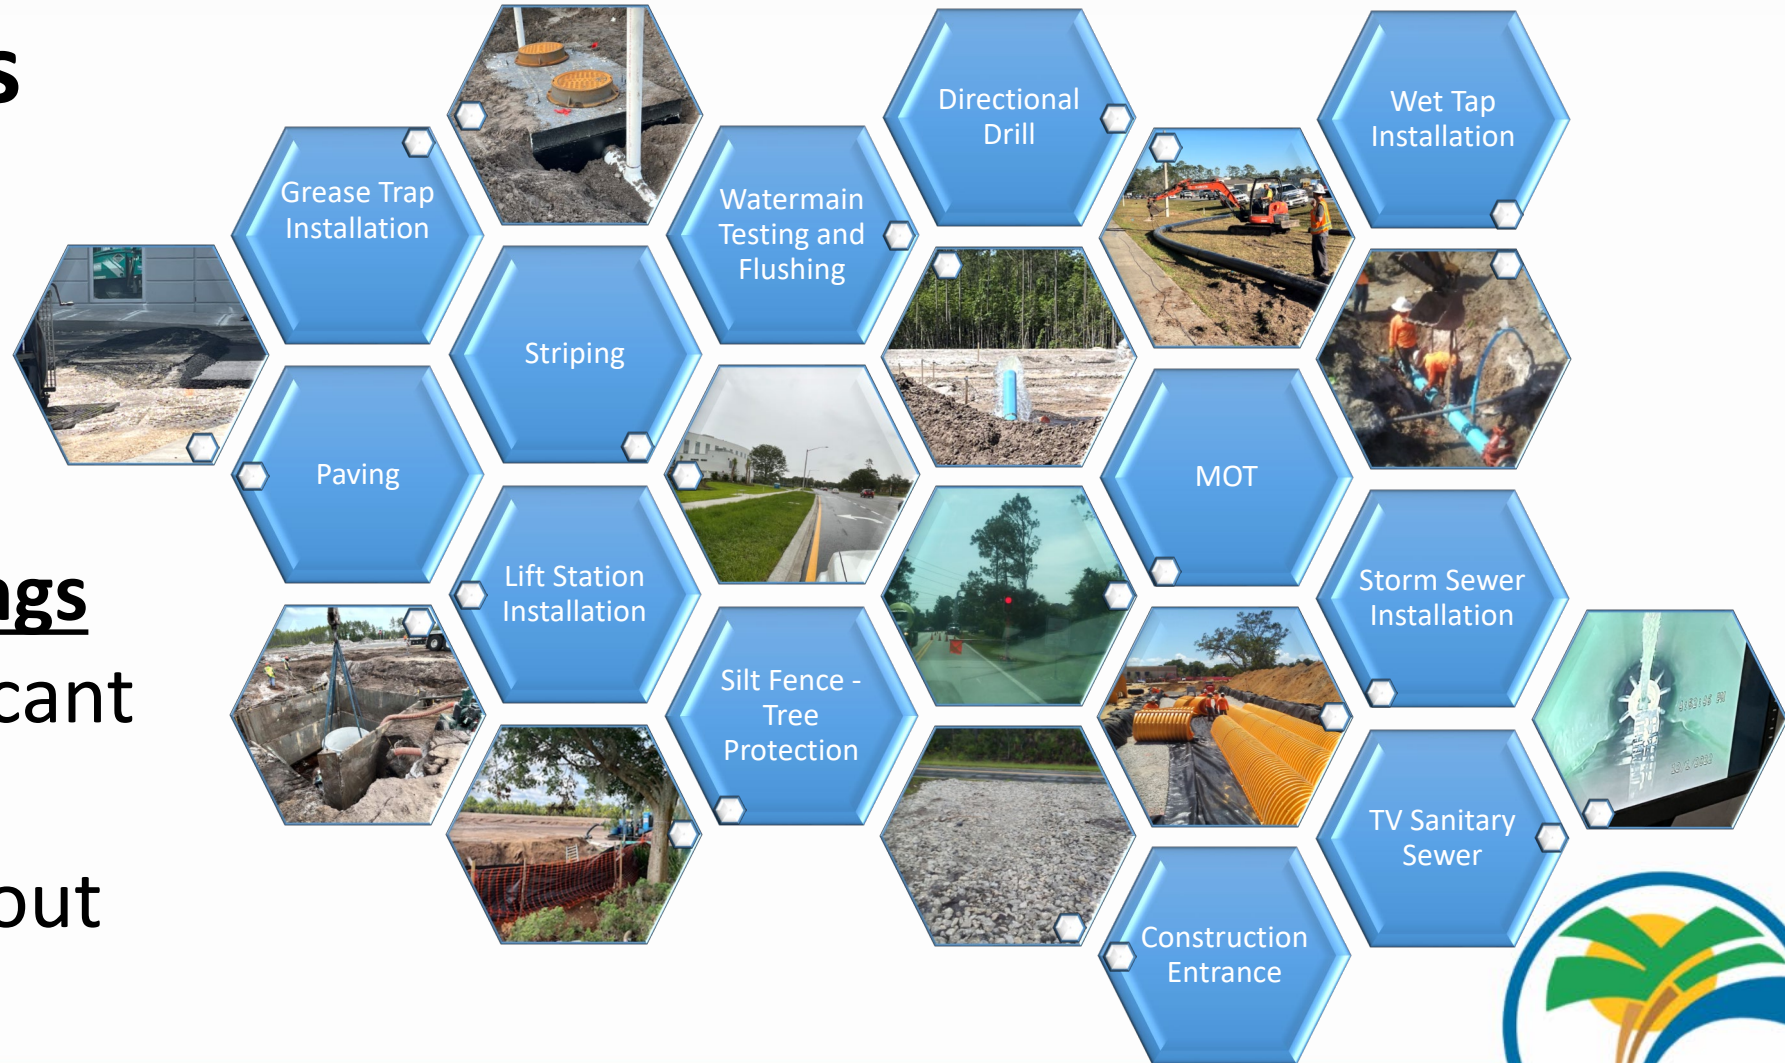 s
ngs
cant
out
Grease Trap
Installation
Watermain
Testing and
Flushing
Directional
Drill
Wet Tap
Installation
Striping
Paving
MOT
Lift Station
Installation
Storm Sewer
Installation
Silt Fence -
Tree
Protection
TV Sanitary
Sewer
Construction
Entrance